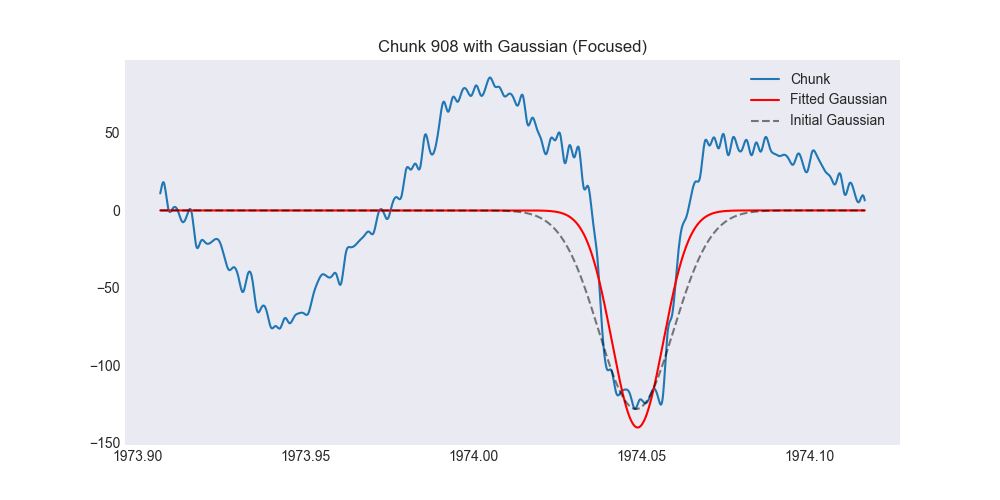 Chunk 908 with Gaussian (Focused)
Chunk
Fitted Gaussian
Initial Gaussian
50
0
−50
−100
−150
1973.90 1973.95 1974.00 1974.05 1974.10